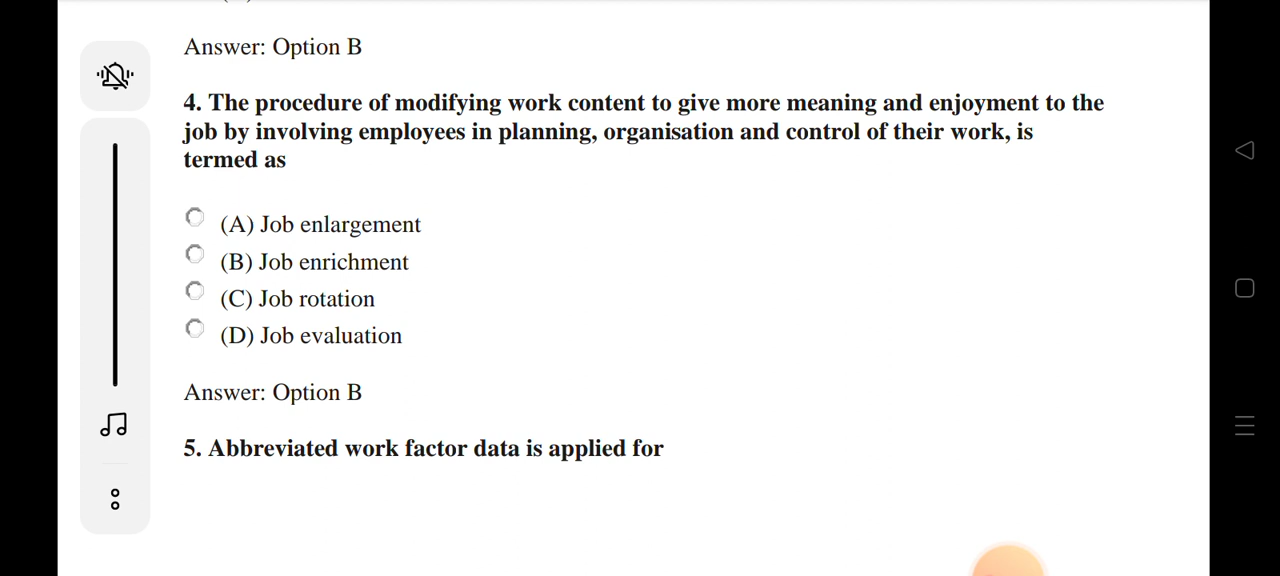 Answer: Option B
4. The procedure of modifying work content to give more meaning and enjoyment to the
job by involving employees in planning, organisation and control of their work, is
termed as
(A) Job enlargement
(B) Job enrichment
(C) Job rotation
(D) Job evaluation
Answer: Option B
5. Abbreviated work factor data is applied for